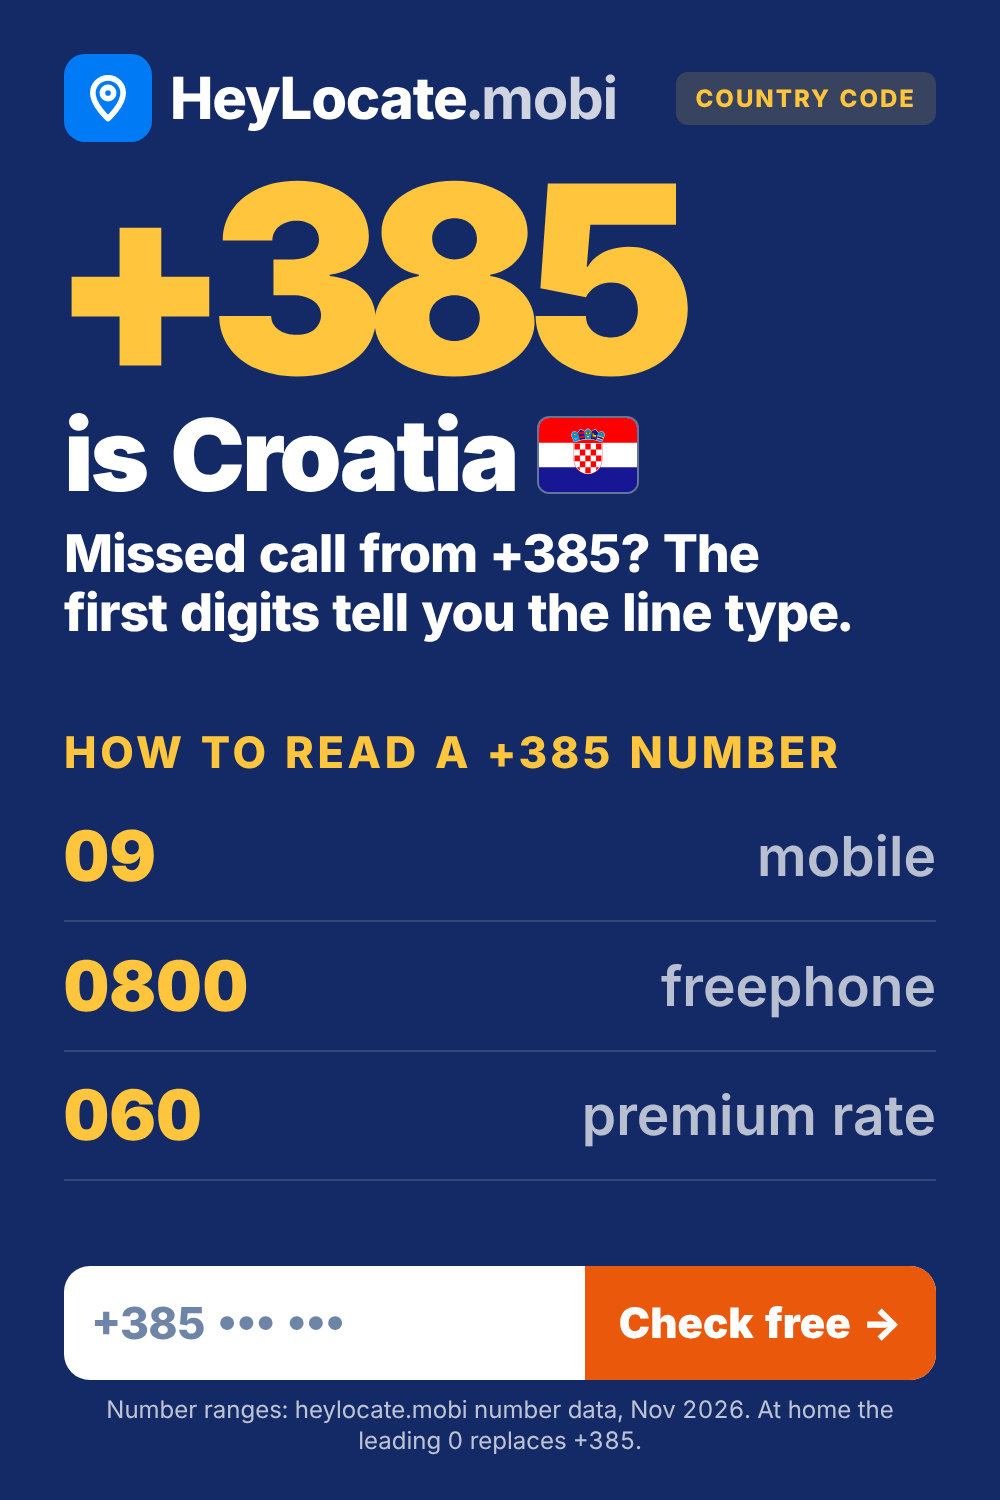 HeyLocate.mobi
COUNTRY CODE
+385
is Croatia
Missed call from +385? The
first digits tell you the line type.
HOW TO READ A +385 NUMBER
09 mobile
0800 freephone
060 premium rate
+385 ••• •••
Check free →
Number ranges: heylocate.mobi number data, Nov 2026. At home the
leading 0 replaces +385.